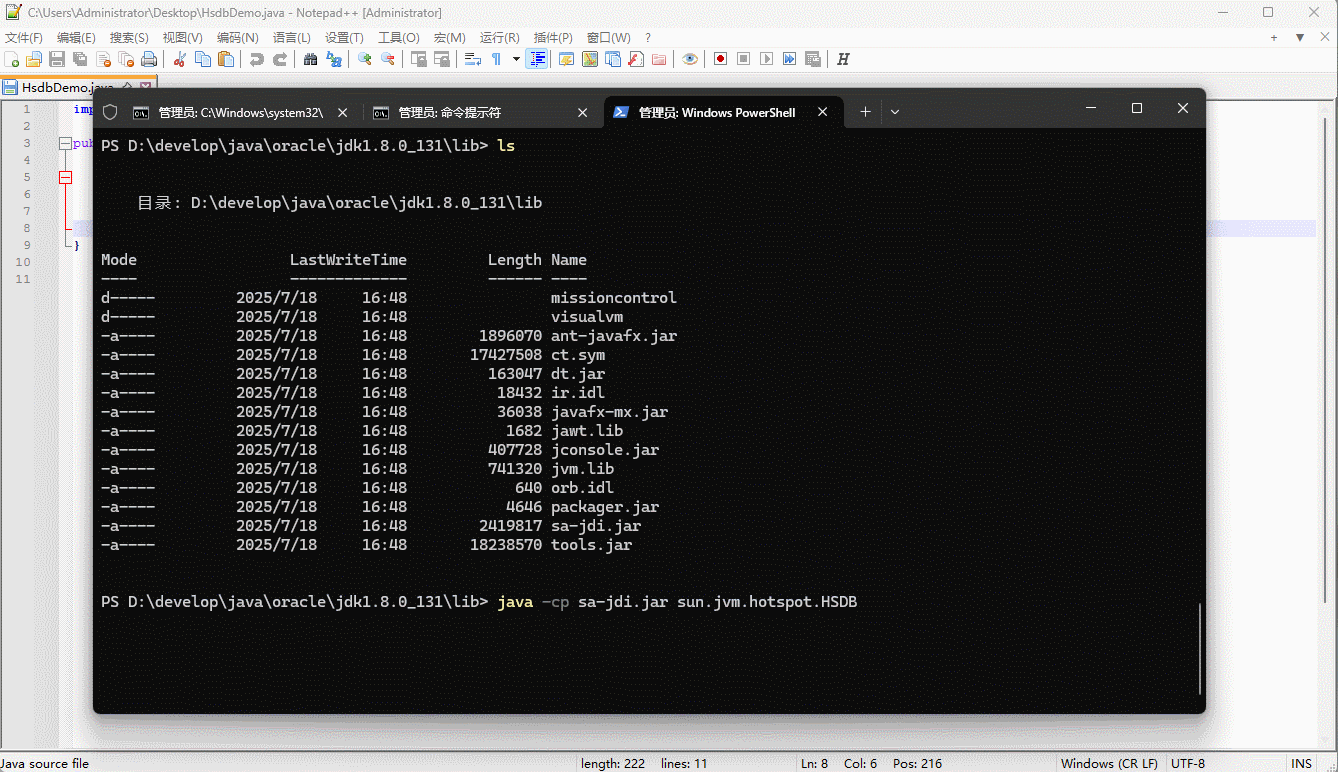 C:\Users\Administrator\Desktop\HsdbDemo.java - Notepad++ [Administrator]
文件(F) 编辑(E) 搜索(S) 视图(V) 编码(N) 语言(L) 设置(T) 工具(O) 宏(M) 运行(R) 插件(P) 窗口(W) ?
HsdbDemo.java
管理员: C:\Windows\system32\ 管理员: 命令提示符 管理员: Windows PowerShell
1 imp
2
3 pub
4
5
6
7
8
9 }
10
11
PS D:\develop\java\oracle\jdk1.8.0_131\lib> ls
目录: D:\develop\java\oracle\jdk1.8.0_131\lib
Mode LastWriteTime Length Name
---- ------------- ------ ----
d----- 2025/7/18 16:48 missioncontrol
d----- 2025/7/18 16:48 visualvm
-a---- 2025/7/18 16:48 1896070 ant-javafx.jar
-a---- 2025/7/18 16:48 17427508 ct.sym
-a---- 2025/7/18 16:48 163047 dt.jar
-a---- 2025/7/18 16:48 18432 ir.idl
-a---- 2025/7/18 16:48 36038 javafx-mx.jar
-a---- 2025/7/18 16:48 1682 jawt.lib
-a---- 2025/7/18 16:48 407728 jconsole.jar
-a---- 2025/7/18 16:48 741320 jvm.lib
-a---- 2025/7/18 16:48 640 orb.idl
-a---- 2025/7/18 16:48 4646 packager.jar
-a---- 2025/7/18 16:48 2419817 sa-jdi.jar
-a---- 2025/7/18 16:48 18238570 tools.jar
PS D:\develop\java\oracle\jdk1.8.0_131\lib> java -cp sa-jdi.jar sun.jvm.hotspot.HSDB
Java source file length: 222 lines: 11 Ln: 8 Col: 6 Pos: 216 Windows (CR LF) UTF-8 INS